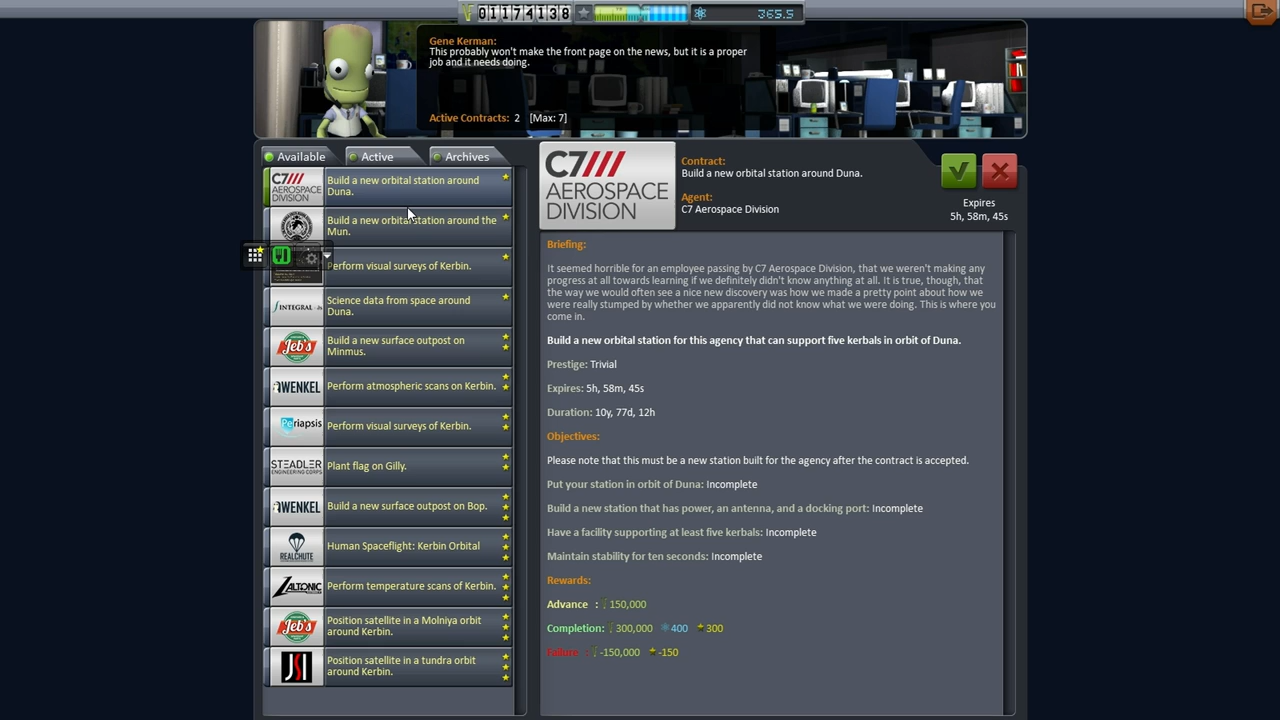 01174138
365.5
Gene Kerman:
This probably won't make the front page on the news, but it is a proper
job and it needs doing.
Active Contracts: 2 [Max: 7]
Available
Active
Archives
C7///
AEROSPACE
DIVISION
Build a new orbital station around
Duna.
Build a new orbital station around the
Mun.
Perform visual surveys of Kerbin.
INTEGRAL
Science data from space around
Duna.
Jeb's
Build a new surface outpost on
Minmus.
WENKEL
Perform atmospheric scans on Kerbin.
Periapsis
Perform visual surveys of Kerbin.
STEADLER
ENGINEERING CORPS
Plant flag on Gilly.
WENKEL
Build a new surface outpost on Bop.
REALCHUTE
Human Spaceflight: Kerbin Orbital
ZALTONIC
Perform temperature scans of Kerbin.
Jeb's
Position satellite in a Molniya orbit
around Kerbin.
JSI
Position satellite in a tundra orbit
around Kerbin.
C7///
AEROSPACE
DIVISION
Contract:
Build a new orbital station around Duna.
Agent:
C7 Aerospace Division
Expires
5h, 58m, 45s
Briefing:
It seemed horrible for an employee passing by C7 Aerospace Division, that we weren't making any
progress at all towards learning if we definitely didn't know anything at all. It is true, though, that
the way we would often see a nice new discovery was how we made a pretty point about how we
were really stumped by whether we apparently did not know what we were doing. This is where you
come in.
Build a new orbital station for this agency that can support five kerbals in orbit of Duna.
Prestige: Trivial
Expires: 5h, 58m, 45s
Duration: 10y, 77d, 12h
Objectives:
Please note that this must be a new station built for the agency after the contract is accepted.
Put your station in orbit of Duna: Incomplete
Build a new station that has power, an antenna, and a docking port: Incomplete
Have a facility supporting at least five kerbals: Incomplete
Maintain stability for ten seconds: Incomplete
Rewards:
Advance : 150,000
Completion: 300,000 400 300
Failure : -150,000 -150